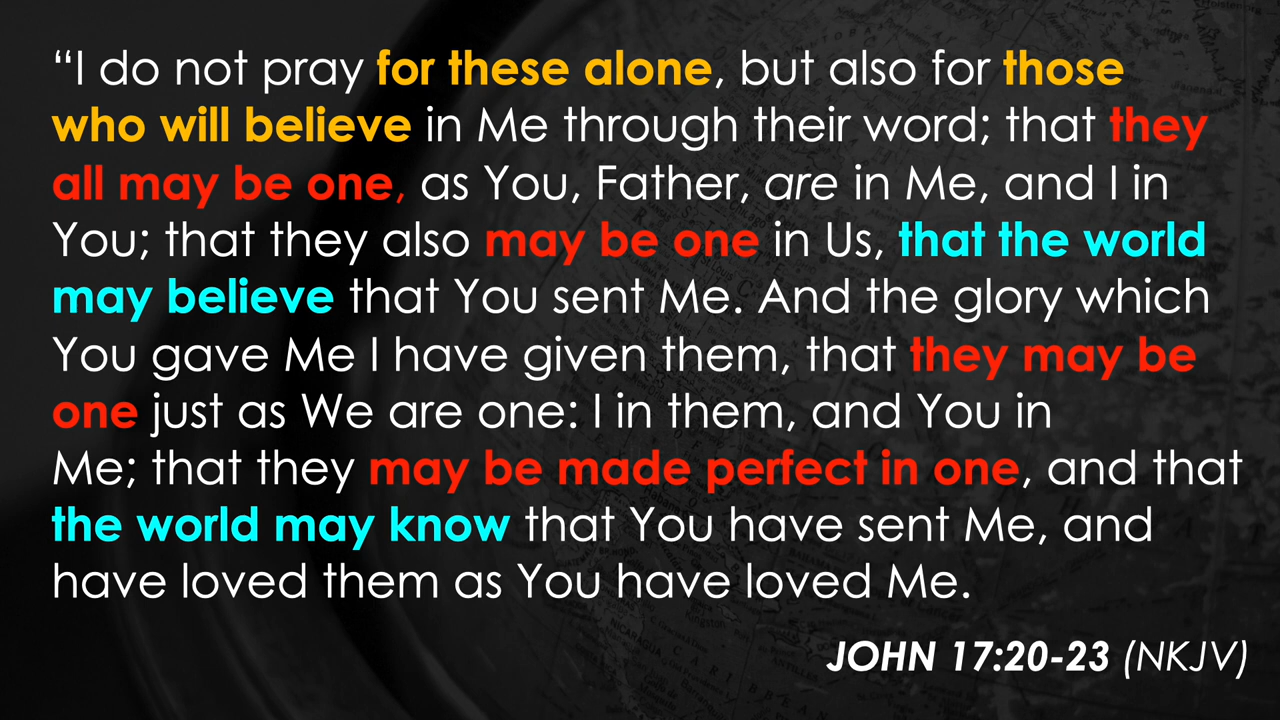 “I do not pray for these alone, but also for those
who will believe in Me through their word; that they
all may be one, as You, Father, are in Me, and I in
You; that they also may be one in Us, that the world
may believe that You sent Me. And the glory which
You gave Me I have given them, that they may be
one just as We are one: I in them, and You in
Me; that they may be made perfect in one, and that
the world may know that You have sent Me, and
have loved them as You have loved Me.
NICARAGUA
CARIBBEAN
ANTILLES
JOHN 17:20-23 (NKJV)